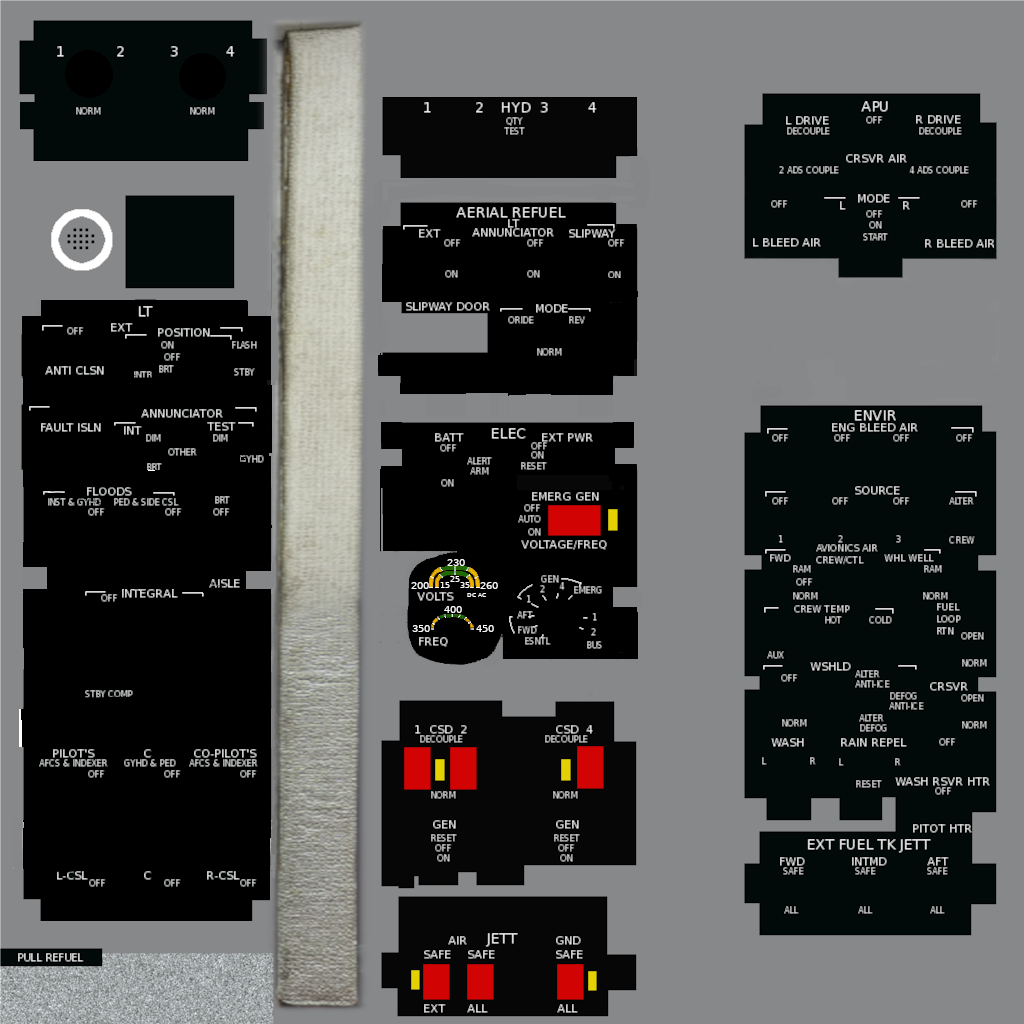 1 2 3 4
NORM NORM
LT
EXT
OFF
POSITION
ON FLASH
OFF
ANTI CLSN INTR BRT STBY
ANNUNCIATOR
FAULT ISLN INT TEST
DIM DIM
OTHER
GYHD
BRT
FLOODS
INST & GYHD PED & SIDE CSL BRT
OFF OFF OFF
AISLE
OFF INTEGRAL
STBY COMP
PILOT'S C CO-PILOT'S
AFCS & INDEXER GYHD & PED AFCS & INDEXER
OFF OFF OFF
L-CSL OFF C OFF R-CSL OFF
PULL REFUEL
1 2 HYD 3 4
QTY
TEST
AERIAL REFUEL
LT
EXT ANNUNCIATOR SLIPWAY
OFF OFF OFF
ON ON ON
SLIPWAY DOOR MODE
ORIDE REV
NORM
ELEC
BATT EXT PWR
OFF OFF
ON
ALERT
ARM
RESET
ON
EMERG GEN
OFF
AUTO
ON
VOLTAGE/FREQ
230
25
200 15 35 260
VOLTS DC AC
400
350 450
FREQ
GEN
2 4 EMERG
1
AFT 1
FWD 2
ESNTL BUS
1 CSD 2 CSD 4
DECOUPLE DECOUPLE
NORM NORM
GEN GEN
RESET RESET
OFF OFF
ON ON
AIR JETT GND
SAFE SAFE SAFE
EXT ALL ALL
APU
L DRIVE OFF R DRIVE
DECOUPLE DECOUPLE
CRSVR AIR
2 ADS COUPLE 4 ADS COUPLE
MODE
OFF L R OFF
OFF
ON
START
L BLEED AIR R BLEED AIR
ENVIR
ENG BLEED AIR
OFF OFF OFF OFF
SOURCE
OFF OFF OFF ALTER
1 2 3 CREW
AVIONICS AIR
FWD CREW/CTL WHL WELL
RAM RAM
OFF
NORM NORM
CREW TEMP FUEL
HOT COLD LOOP
RTN OPEN
AUX NORM
WSHLD
OFF ALTER
ANTI-ICE CRSVR
DEFOG
ANTI-ICE OPEN
NORM ALTER
DEFOG NORM
WASH RAIN REPEL OFF
L R L R
RESET WASH RSVR HTR
OFF
PITOT HTR
EXT FUEL TK JETT
FWD INTMD AFT
SAFE SAFE SAFE
ALL ALL ALL